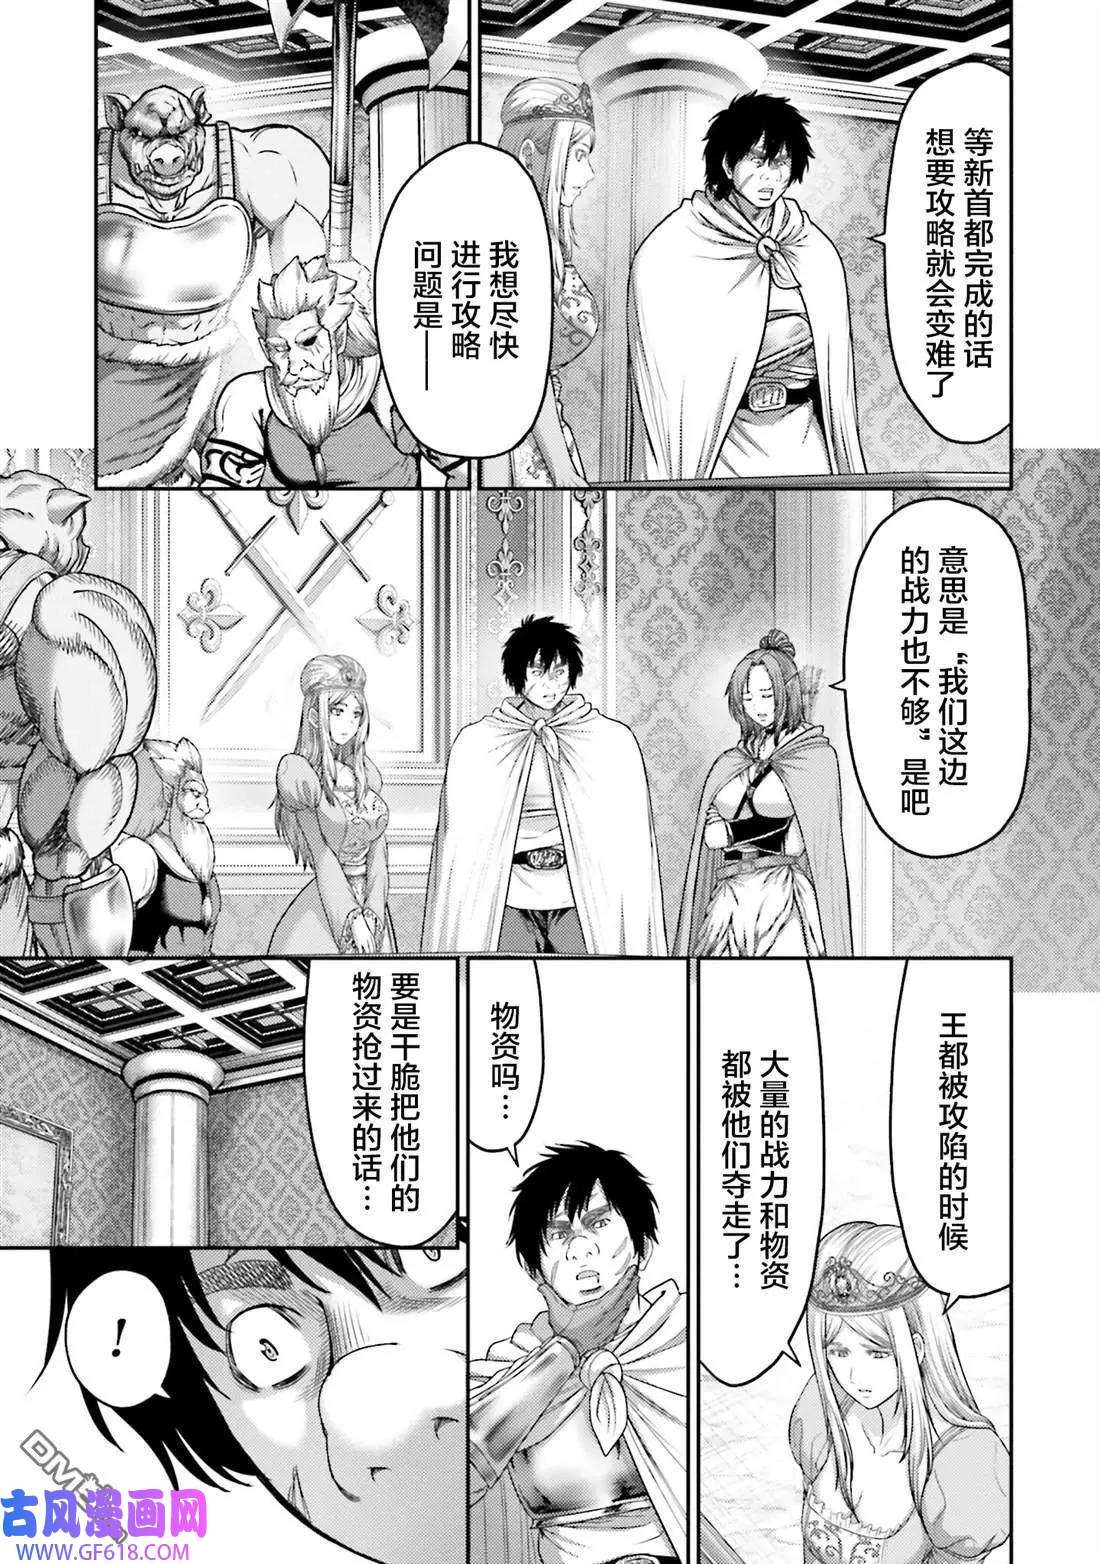 等新首都完成的话
想要攻略就会变难了
我想尽快
进行攻略
问题是——
意思是“我们这边
的战力也不够”是吧
王都被攻陷的时候
大量的战力和物资
都被他们夺走了…
物资吗…
要是干脆把他们的
物资抢过来的话…
！
古风漫画网
WWW.GF618.COM